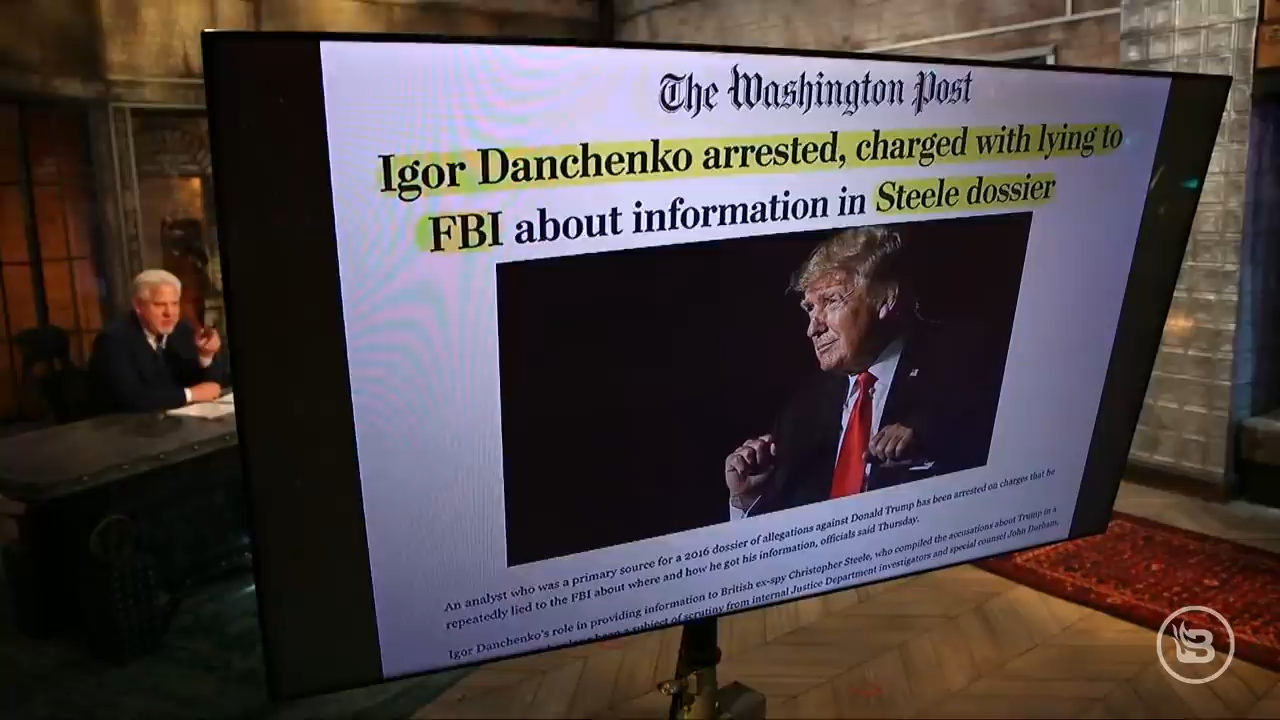 The Washington Post
Igor Danchenko arrested, charged with lying to
FBI about information in Steele dossier
An analyst who was a primary source for a 2016 dossier of allegations against Donald Trump has been arrested on charges that he
repeatedly lied to the FBI about where and how he got his information, officials said Thursday.
Igor Danchenko's role in providing information to British ex-spy Christopher Steele, who compiled the accusations about Trump in a
been a subject of scrutiny from internal Justice Department investigators and special counsel John Durham,
B